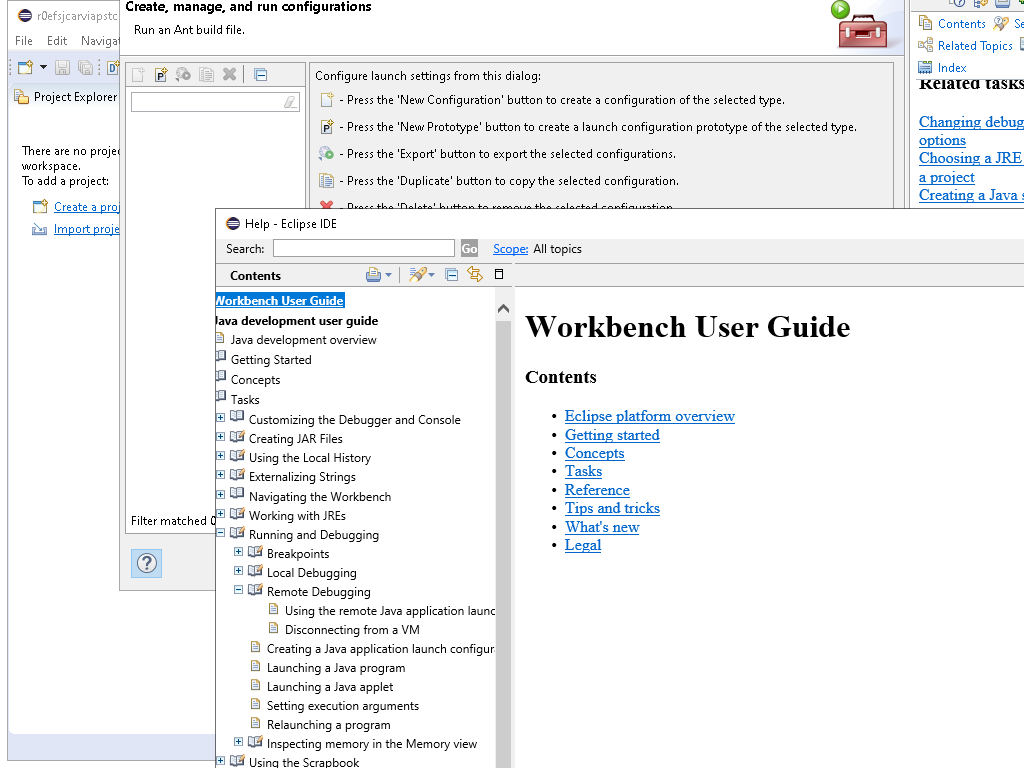 r0efsjcarviapstc
File Edit Naviga
Project Explorer
There are no proje
workspace.
To add a project:
Create a proj
Import proje
Create, manage, and run configurations
Run an Ant build file.
Filter matched 0
Configure launch settings from this dialog:
- Press the 'New Configuration' button to create a configuration of the selected type.
- Press the 'New Prototype' button to create a launch configuration prototype of the selected type.
- Press the 'Export' button to export the selected configurations.
- Press the 'Duplicate' button to copy the selected configuration.
- Press the 'Delete' button to remove the selected configuration.
Contents Se
Related Topics
Index
Related tasks
Changing debug
options
Choosing a JRE
a project
Creating a Java s
Help - Eclipse IDE
Search: Go Scope: All topics
Contents
Workbench User Guide
Java development user guide
Java development overview
Getting Started
Concepts
Tasks
Customizing the Debugger and Console
Creating JAR Files
Using the Local History
Externalizing Strings
Navigating the Workbench
Working with JREs
Running and Debugging
Breakpoints
Local Debugging
Remote Debugging
Using the remote Java application launc
Disconnecting from a VM
Creating a Java application launch configur
Launching a Java program
Launching a Java applet
Setting execution arguments
Relaunching a program
Inspecting memory in the Memory view
Using the Scrapbook
Workbench User Guide
Contents
• Eclipse platform overview
• Getting started
• Concepts
• Tasks
• Reference
• Tips and tricks
• What's new
• Legal